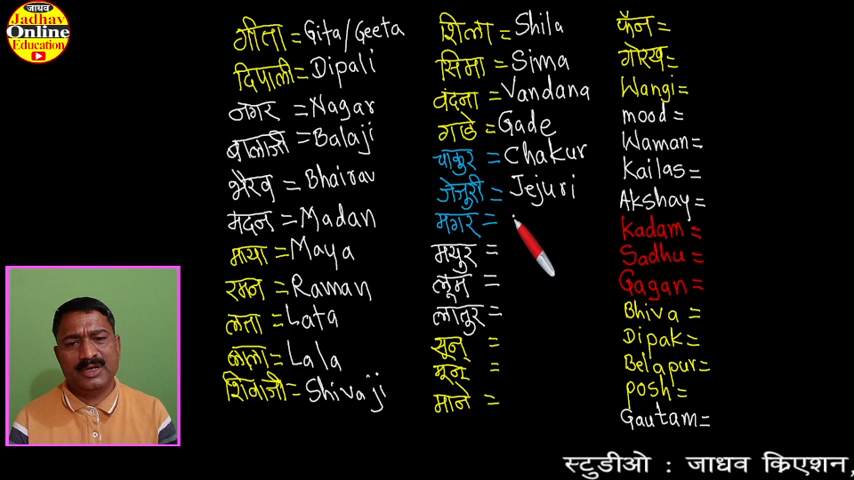 जाधव
Jadhav
Online
Education
गीता = Gita/Geeta
दिपाली = Dipali
नगर = Nagar
बालाजी = Balaji
भैरव = Bhairav
मदन = Madan
माया = Maya
रमन = Raman
लता = Lata
लाला = Lala
शिवाजी = Shivaji
शिला = Shila
सिमा = Sima
वंदना = Vandana
गाडे = Gade
चाकुर = Chakur
जेजुरी = Jejuri
मगर =
मयुर =
लूम =
लातुर =
सून =
मून =
माने =
फॅन =
गोरख =
Wangi =
mood =
Waman =
Kailas =
Akshay =
Kadam =
Sadhu =
Gagan =
Bhiva =
Dipak =
Belapur =
posh =
Gautam =
स्टुडीओ : जाधव किएशन,